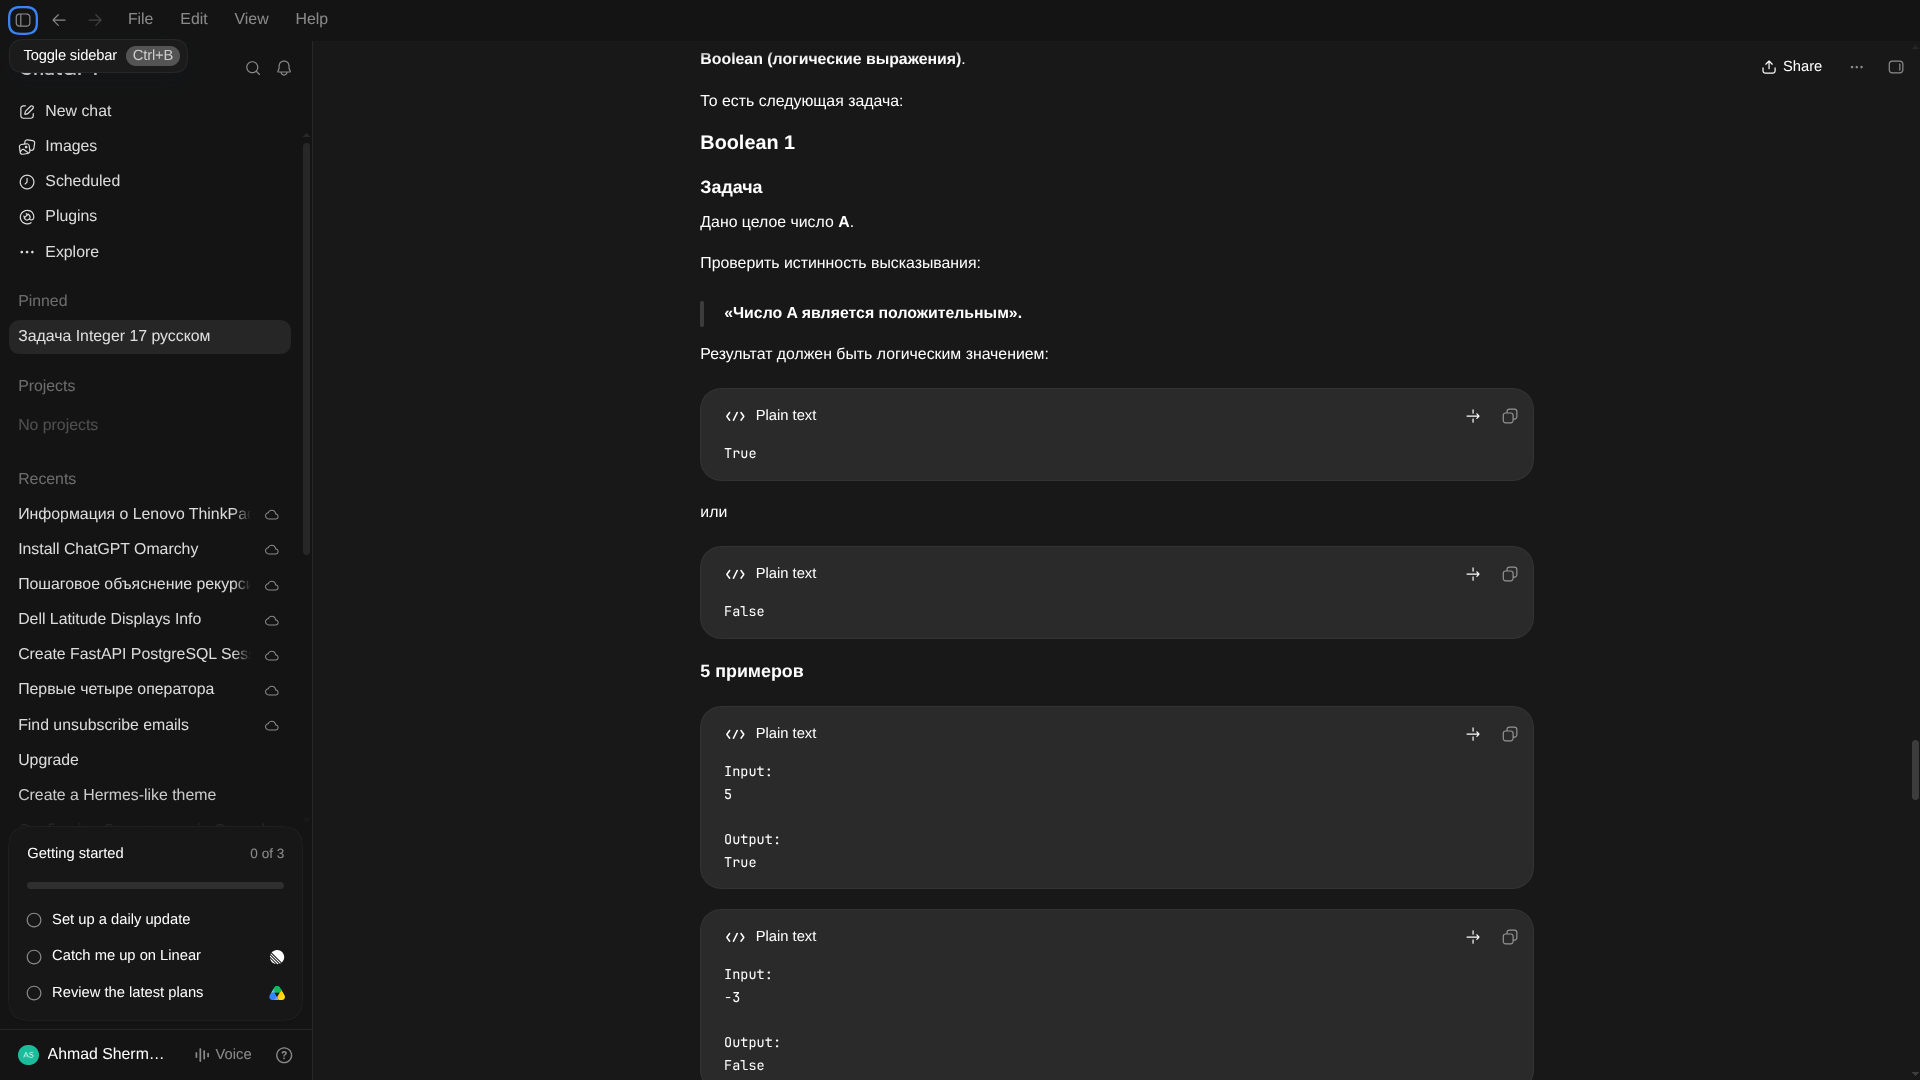 File
Edit
View
Help
Toggle sidebar Ctrl+B
New chat
Images
Scheduled
Plugins
Explore
Pinned
Задача Integer 17 русском
Projects
No projects
Recents
Информация о Lenovo
Install ChatGPT Omarchy
Пошаговое объяснение
Dell Latitude Displays Info
Create FastAPI PostgreSQL
Первые четыре оператора
Find unsubscribe emails
Upgrade
Create a Hermes-like theme
Getting started 0 of 3
Set up a daily update
Catch me up on Linear
Review the latest plans
AS Ahmad Sherm… Voice
Share
Boolean (логические выражения).
То есть следующая задача:
Boolean 1
Задача
Дано целое число A.
Проверить истинность высказывания:
«Число A является положительным».
Результат должен быть логическим значением:
Plain text
True
или
Plain text
False
5 примеров
Plain text
Input:
5
Output:
True
Plain text
Input:
-3
Output:
False